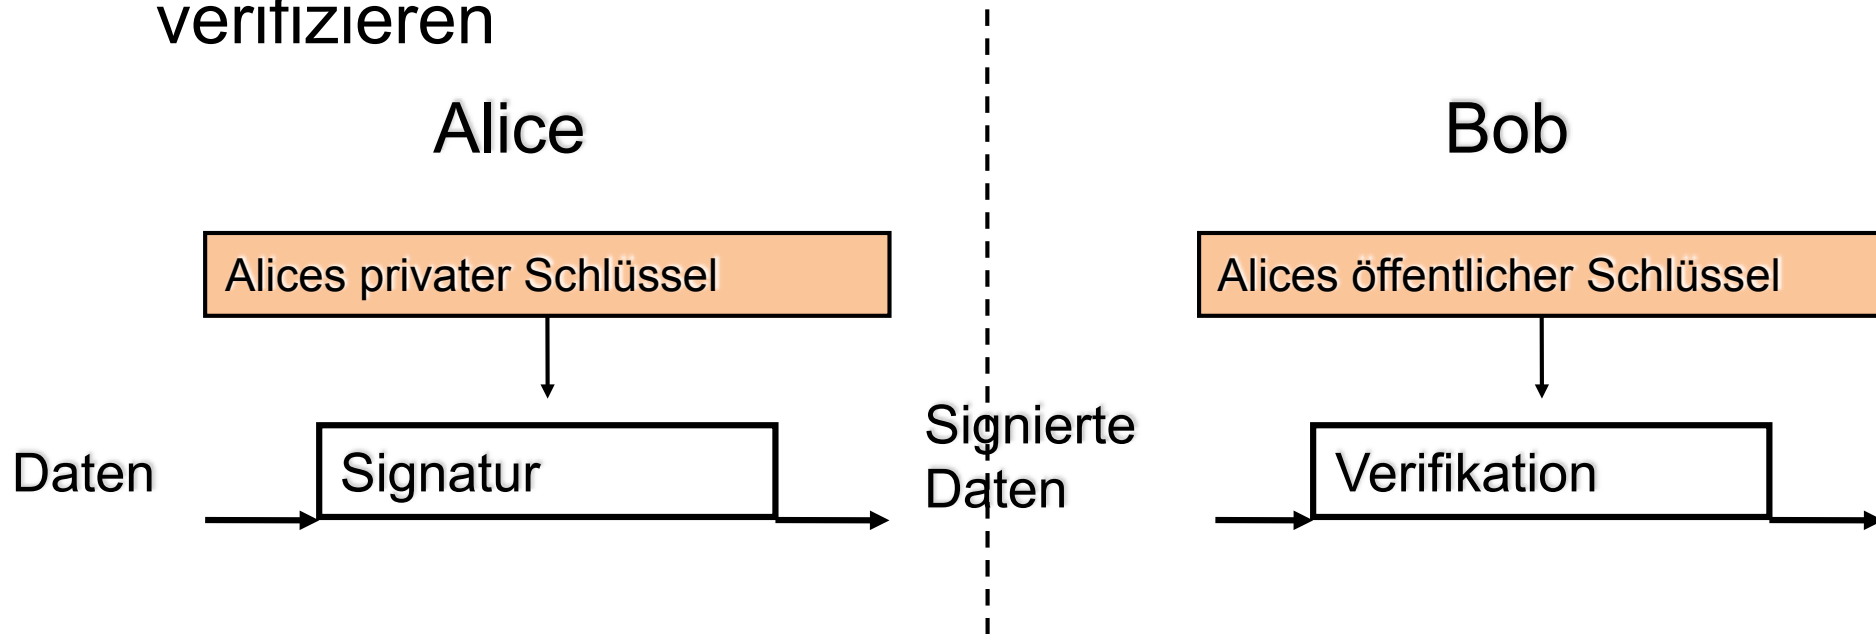 verifizieren
Alice
Bob
Alices privater Schlüssel
Alices öffentlicher Schlüssel
Daten
Signatur
Signierte
Daten
Verifikation